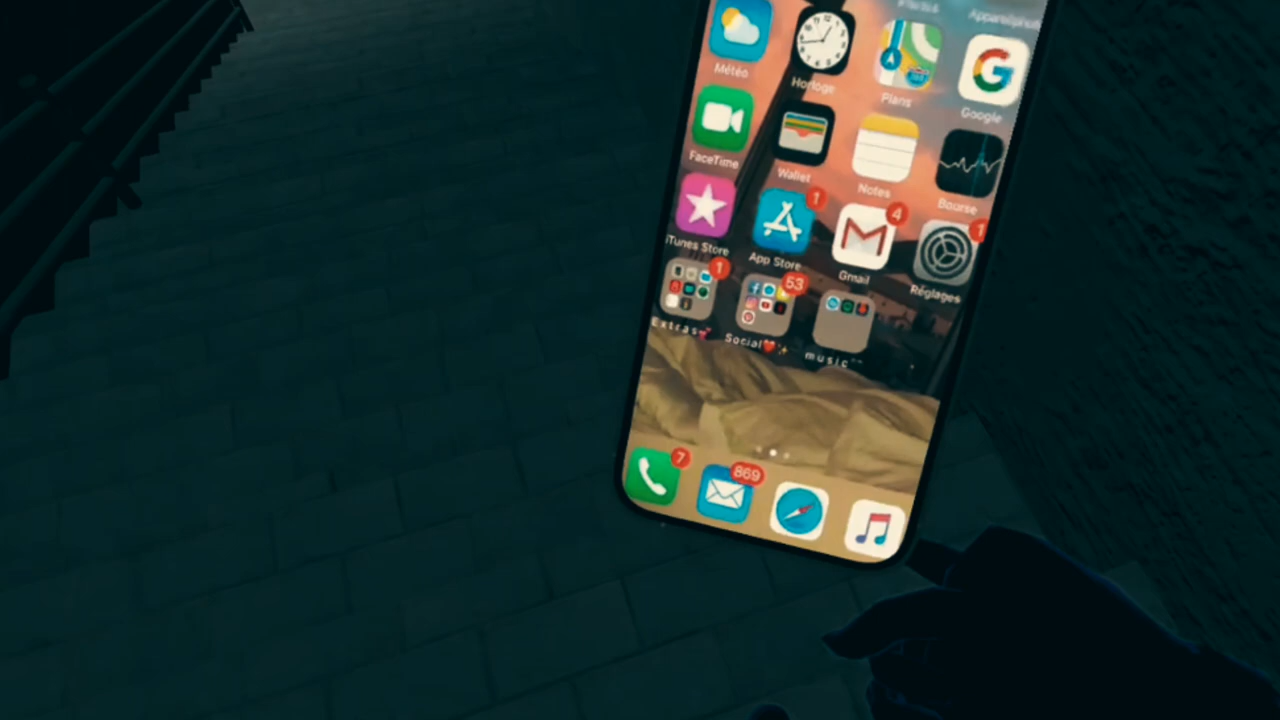 Météo
Horloge
Plans
Google
FaceTime
Wallet
Notes
Bourse
iTunes Store
1
App Store
4
Gmail
1
Réglages
1
Extras
53
Social
music
7
869